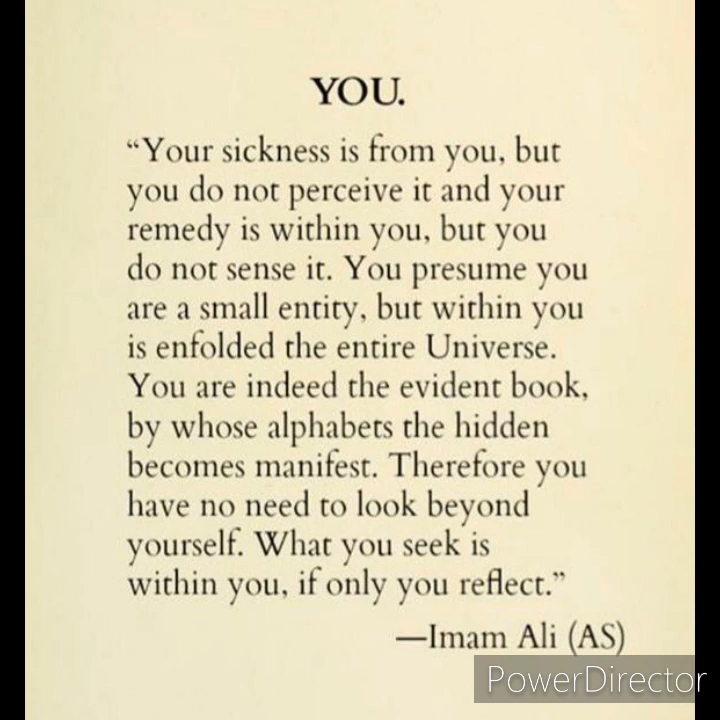 YOU.
“Your sickness is from you, but
you do not perceive it and your
remedy is within you, but you
do not sense it. You presume you
are a small entity, but within you
is enfolded the entire Universe.
You are indeed the evident book,
by whose alphabets the hidden
becomes manifest. Therefore you
have no need to look beyond
yourself. What you seek is
within you, if only you reflect.”
—Imam Ali (AS)
PowerDirector